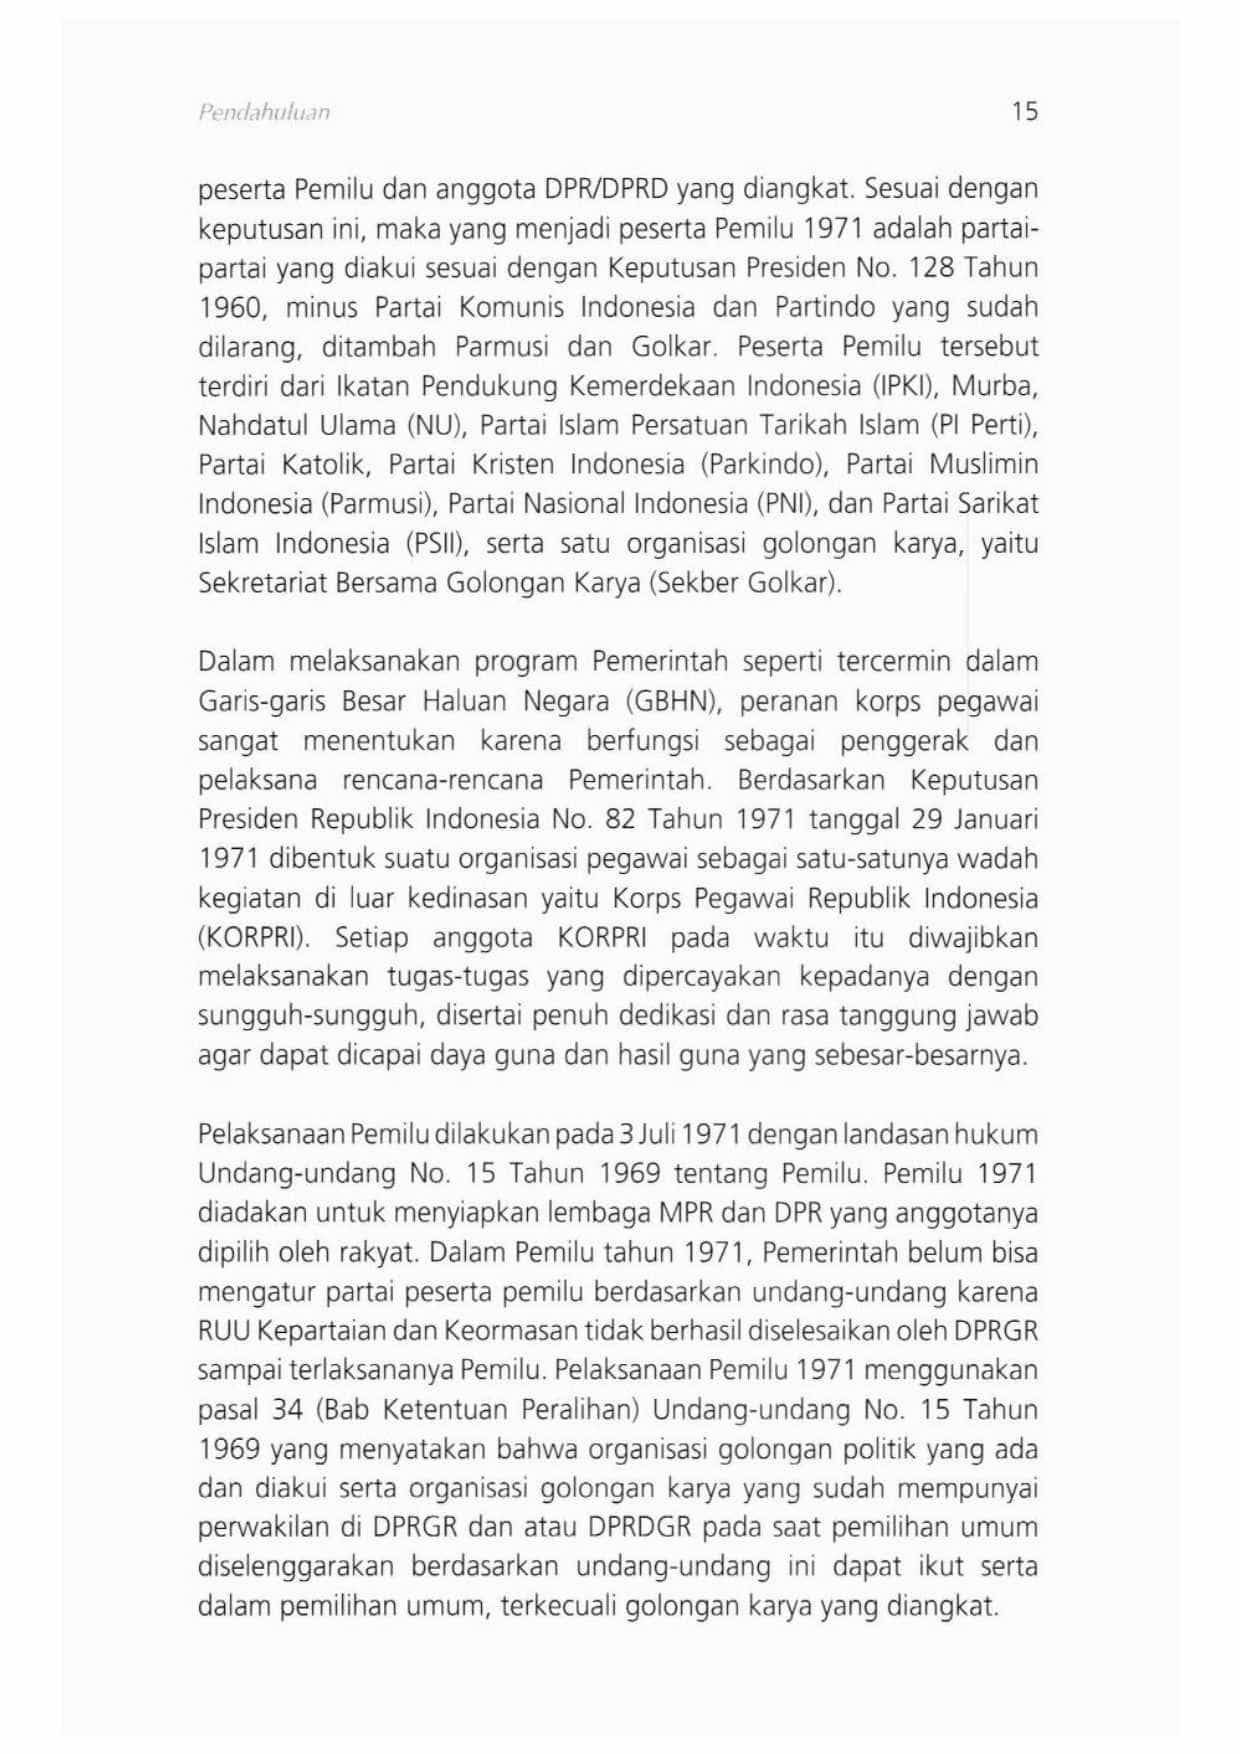 Pendahuluan 15
peserta Pemilu dan anggota DPR/DPRD yang diangkat. Sesuai dengan
keputusan ini, maka yang menjadi peserta Pemilu 1971 adalah partai-
partai yang diakui sesuai dengan Keputusan Presiden No. 128 Tahun
1960, minus Partai Komunis Indonesia dan Partindo yang sudah
dilarang, ditambah Parmusi dan Golkar. Peserta Pemilu tersebut
terdiri dari Ikatan Pendukung Kemerdekaan Indonesia (IPKI), Murba,
Nahdatul Ulama (NU), Partai Islam Persatuan Tarikah Islam (PI Perti),
Partai Katolik, Partai Kristen Indonesia (Parkindo), Partai Muslimin
Indonesia (Parmusi), Partai Nasional Indonesia (PNI), dan Partai Sarikat
Islam Indonesia (PSII), serta satu organisasi golongan karya, yaitu
Sekretariat Bersama Golongan Karya (Sekber Golkar).
Dalam melaksanakan program Pemerintah seperti tercermin dalam
Garis-garis Besar Haluan Negara (GBHN), peranan korps pegawai
sangat menentukan karena berfungsi sebagai penggerak dan
pelaksana rencana-rencana Pemerintah. Berdasarkan Keputusan
Presiden Republik Indonesia No. 82 Tahun 1971 tanggal 29 Januari
1971 dibentuk suatu organisasi pegawai sebagai satu-satunya wadah
kegiatan di luar kedinasan yaitu Korps Pegawai Republik Indonesia
(KORPRI). Setiap anggota KORPRI pada waktu itu diwajibkan
melaksanakan tugas-tugas yang dipercayakan kepadanya dengan
sungguh-sungguh, disertai penuh dedikasi dan rasa tanggung jawab
agar dapat dicapai daya guna dan hasil guna yang sebesar-besarnya.
Pelaksanaan Pemilu dilakukan pada 3 Juli 1971 dengan landasan hukum
Undang-undang No. 15 Tahun 1969 tentang Pemilu. Pemilu 1971
diadakan untuk menyiapkan lembaga MPR dan DPR yang anggotanya
dipilih oleh rakyat. Dalam Pemilu tahun 1971, Pemerintah belum bisa
mengatur partai peserta pemilu berdasarkan undang-undang karena
RUU Kepartaian dan Keormasan tidak berhasil diselesaikan oleh DPRGR
sampai terlaksananya Pemilu. Pelaksanaan Pemilu 1971 menggunakan
pasal 34 (Bab Ketentuan Peralihan) Undang-undang No. 15 Tahun
1969 yang menyatakan bahwa organisasi golongan politik yang ada
dan diakui serta organisasi golongan karya yang sudah mempunyai
perwakilan di DPRGR dan atau DPRDGR pada saat pemilihan umum
diselenggarakan berdasarkan undang-undang ini dapat ikut serta
dalam pemilihan umum, terkecuali golongan karya yang diangkat.